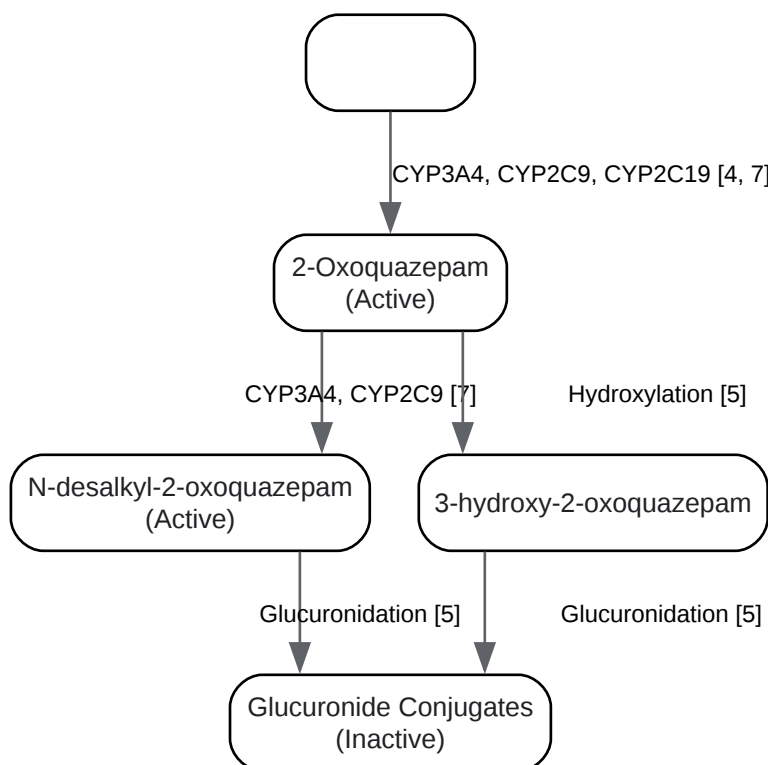 CYP3A4, CYP2C9, CYP2C19 [4, 7]
2-Oxoquazepam
(Active)
CYP3A4, CYP2C9 [7]
Hydroxylation [5]
N-desalkyl-2-oxoquazepam
(Active)
3-hydroxy-2-oxoquazepam
Glucuronidation [5]
Glucuronidation [5]
Glucuronide Conjugates
(Inactive)